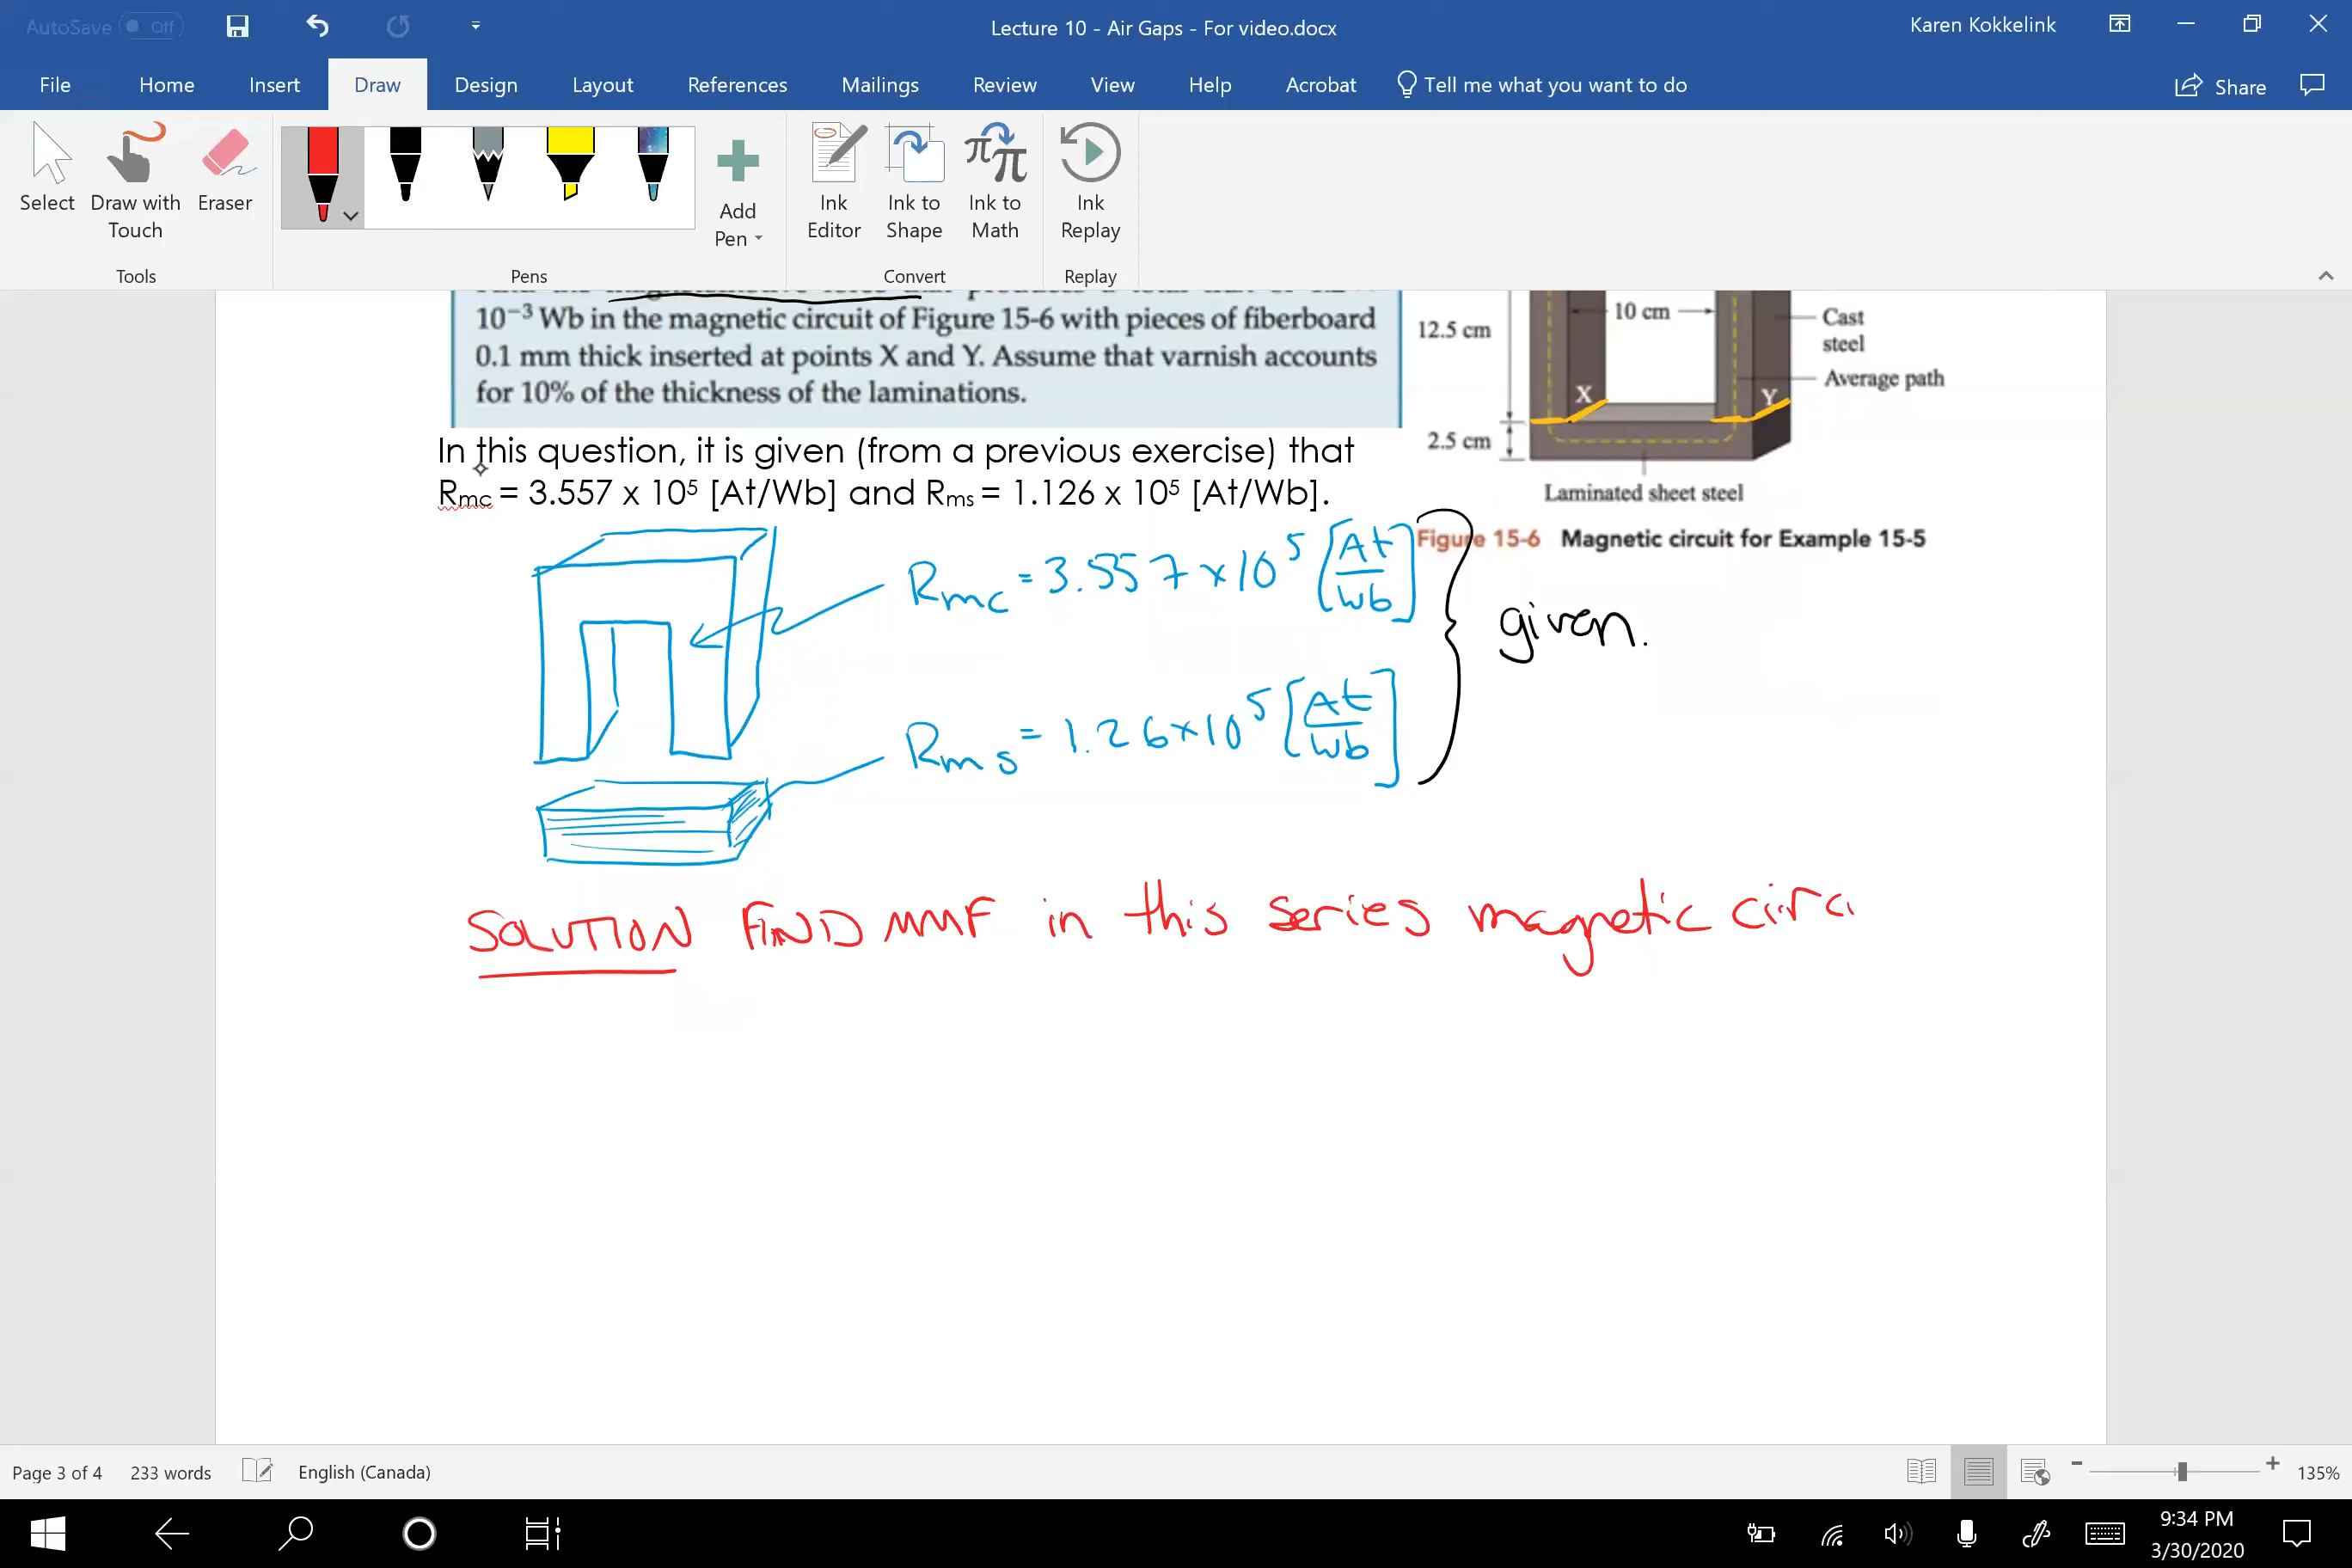 AutoSave Off
Lecture 10 - Air Gaps - For video.docx
Karen Kokkelink
File Home Insert Draw Design Layout References Mailings Review View Help Acrobat Tell me what you want to do Share
Select
Draw with Touch
Eraser
Add Pen
Ink Editor
Ink to Shape
Ink to Math
Ink Replay
Tools Pens Convert Replay
10⁻³ Wb in the magnetic circuit of Figure 15-6 with pieces of fiberboard
0.1 mm thick inserted at points X and Y. Assume that varnish accounts
for 10% of the thickness of the laminations.
12.5 cm
10 cm
Cast
steel
Average path
X
Y
2.5 cm
Laminated sheet steel
Figure 15-6 Magnetic circuit for Example 15-5
In this question, it is given (from a previous exercise) that
Rmc = 3.557 x 10⁵ [At/Wb] and Rms = 1.126 x 10⁵ [At/Wb].
Rmc = 3.557 × 10⁵ [At/Wb]
given.
Rms = 1.26 × 10⁵ [At/Wb]
SOLUTION FIND MMF in this series magnetic circ
Page 3 of 4 233 words English (Canada) 135%
9:34 PM
3/30/2020